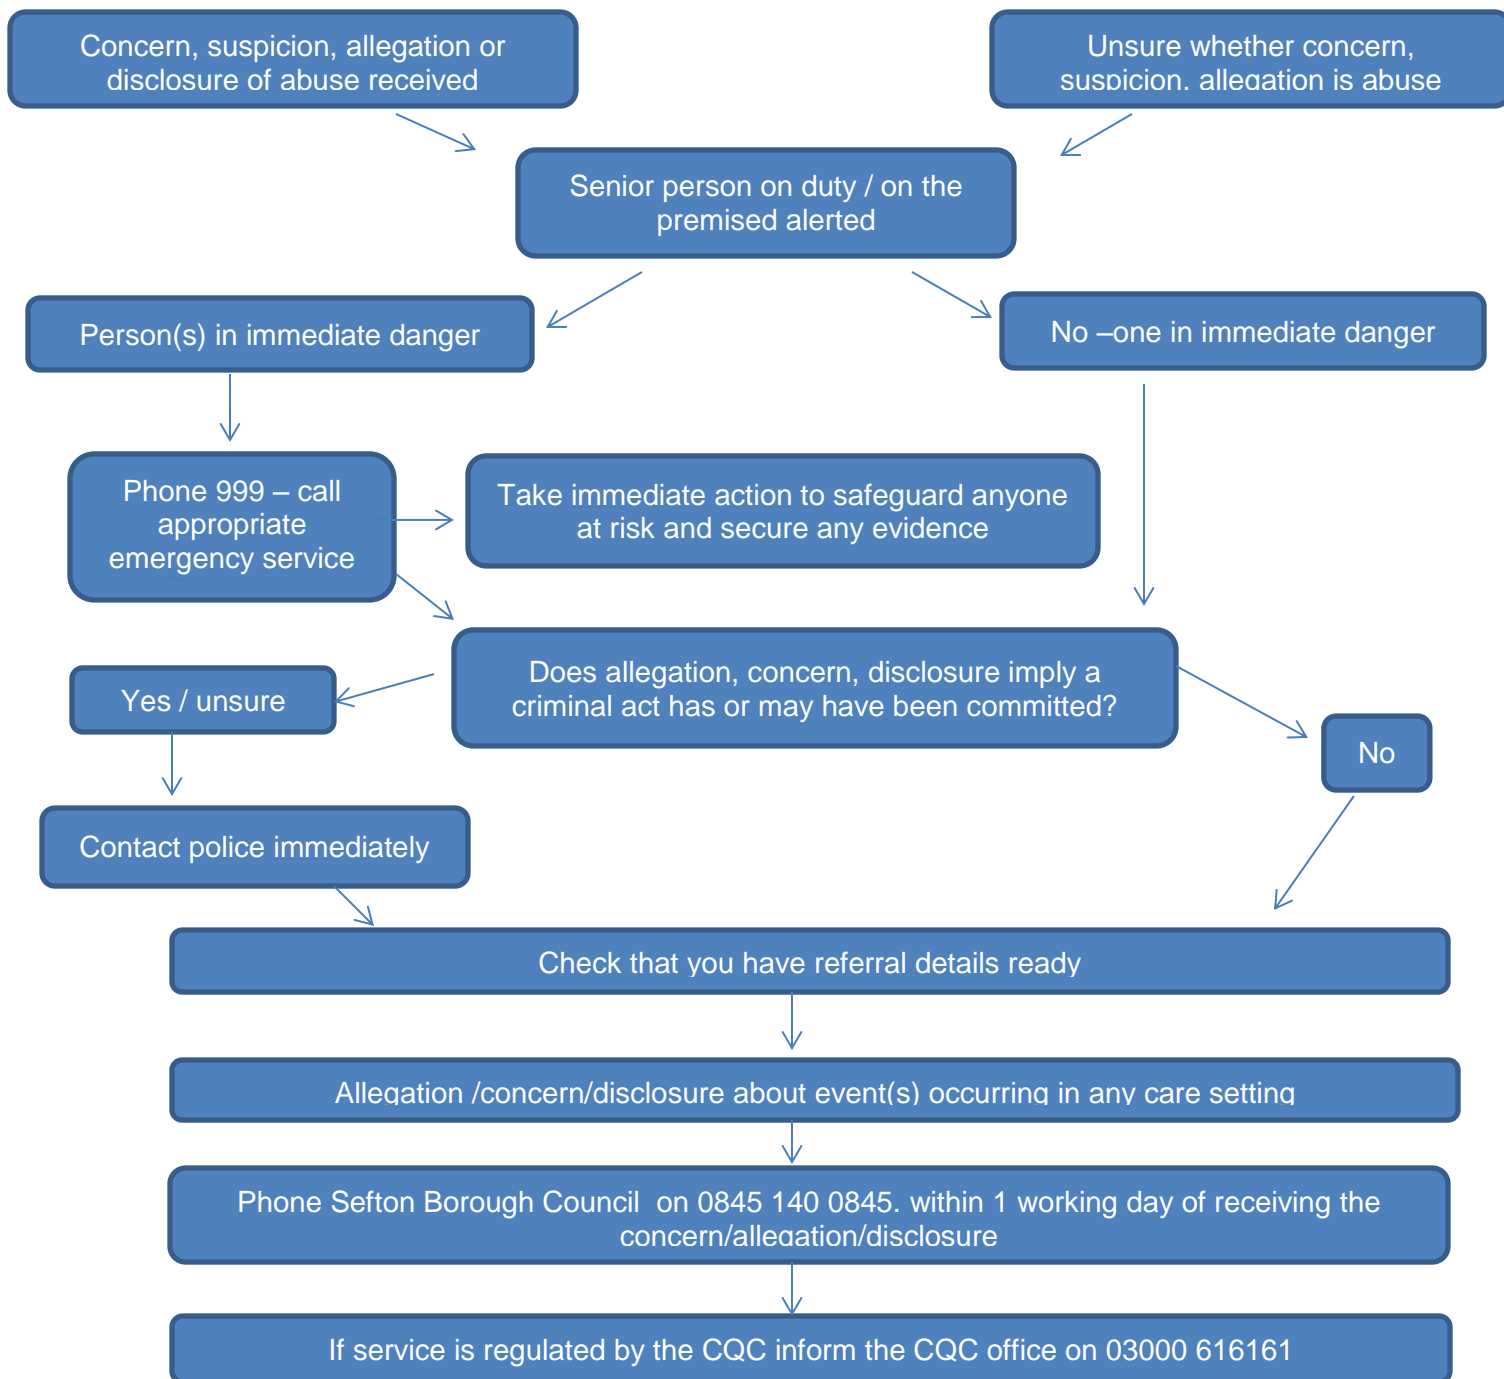 Concern, suspicion, allegation or
disclosure of abuse received
Unsure whether concern,
suspicion, allegation is abuse
Senior person on duty / on the
premised alerted
Person(s) in immediate danger
No –one in immediate danger
Phone 999 – call
appropriate
emergency service
Take immediate action to safeguard anyone
at risk and secure any evidence
Does allegation, concern, disclosure imply a
criminal act has or may have been committed?
Yes / unsure
No
Contact police immediately
Check that you have referral details ready
Allegation /concern/disclosure about event(s) occurring in any care setting
Phone Sefton Borough Council  on 0845 140 0845. within 1 working day of receiving the
concern/allegation/disclosure
If service is regulated by the CQC inform the CQC office on 03000 616161